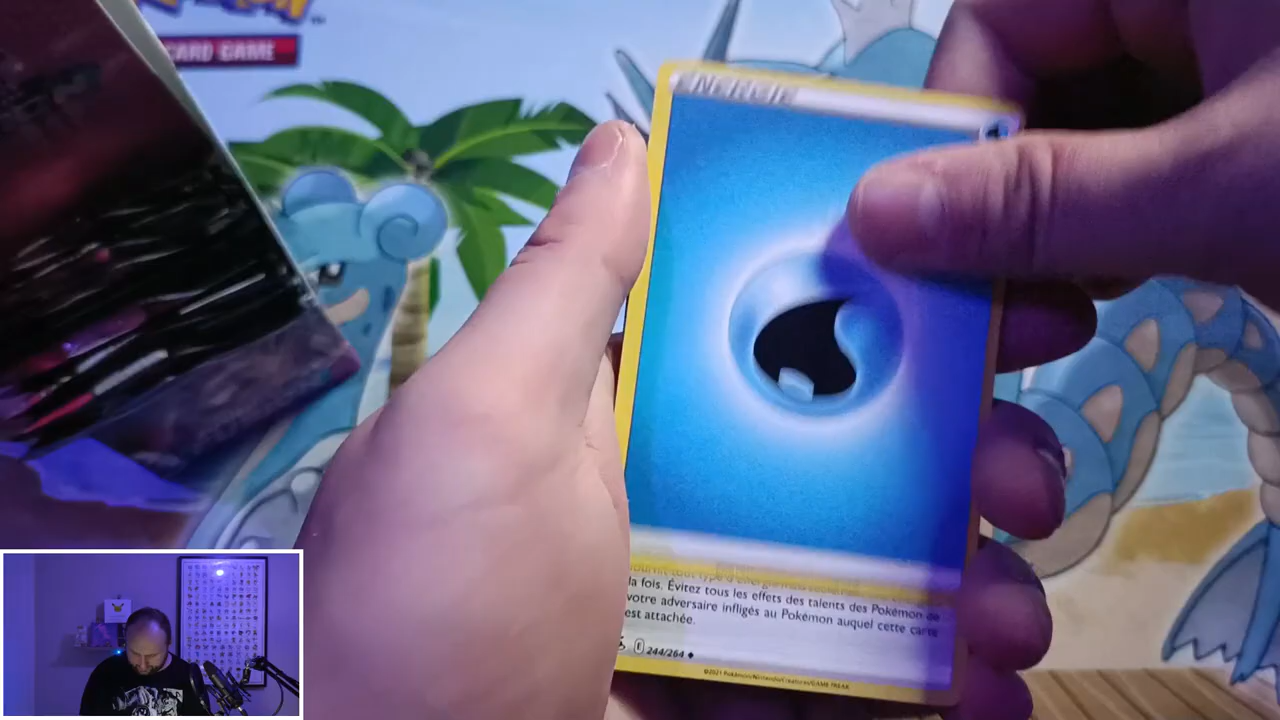 CARD GAME
NERGIE
la fois. Évitez tous les effets des talents des Pokémon de
votre adversaire infligés au Pokémon auquel cette carte
est attachée.
244/264
©2021 Pokémon/Nintendo/Creatures/GAME FREAK